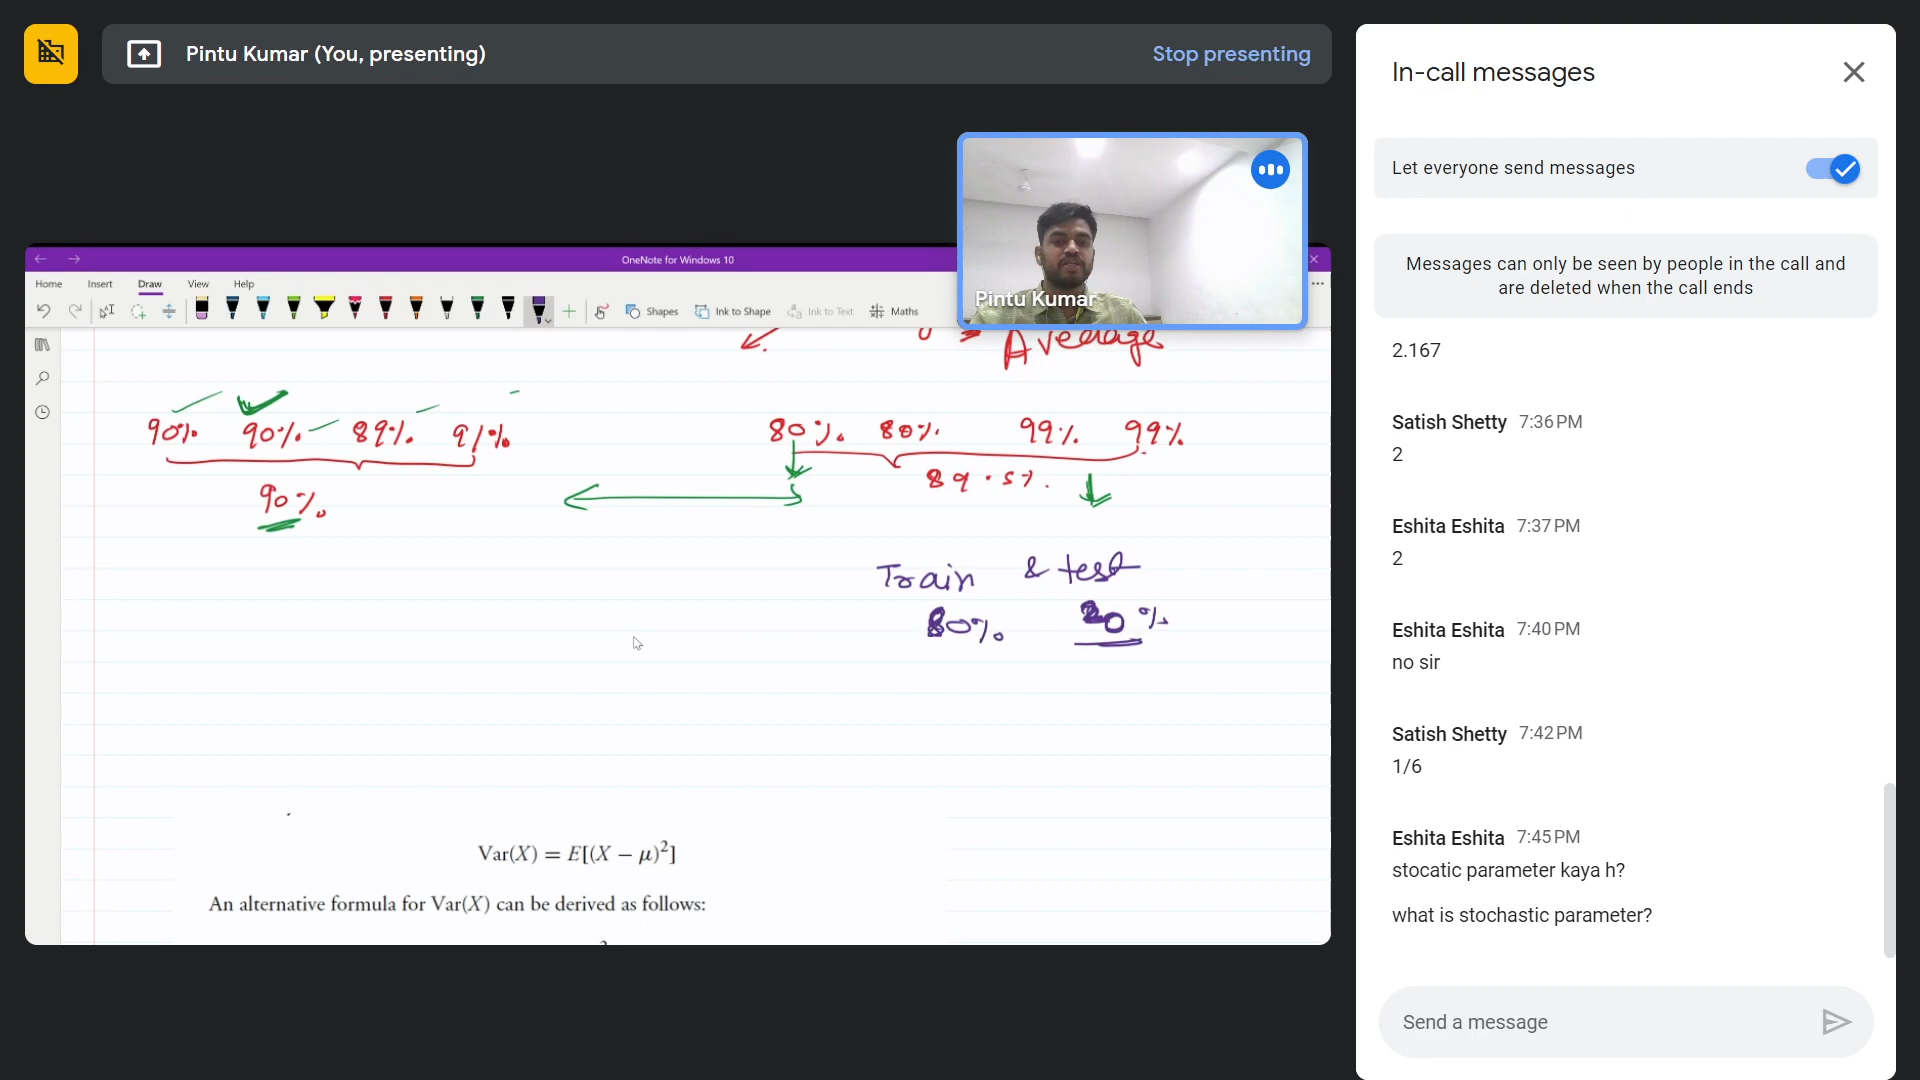 Pintu Kumar (You, presenting)
Stop presenting
Pintu Kumar
OneNote for Windows 10
Home Insert Draw View Help
Shapes Ink to Shape Ink to Text Maths
Average
90% 90% 89% 91%
90%
80% 80% 99% 99%
89.5%.
Train & test
80% 20%
Var(X) = E[(X − μ)²]
An alternative formula for Var(X) can be derived as follows:
In-call messages
Let everyone send messages
Messages can only be seen by people in the call and
are deleted when the call ends
2.167
Satish Shetty 7:36 PM
2
Eshita Eshita 7:37 PM
2
Eshita Eshita 7:40 PM
no sir
Satish Shetty 7:42 PM
1/6
Eshita Eshita 7:45 PM
stocatic parameter kaya h?
what is stochastic parameter?
Send a message